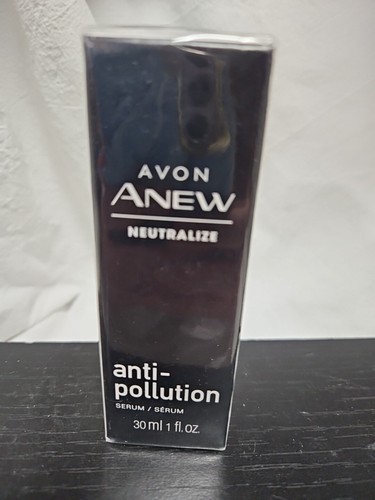 AVON
ANEW
NEUTRALIZE
anti-
pollution
SERUM / SÉRUM
30 ml 1 fl. oz.